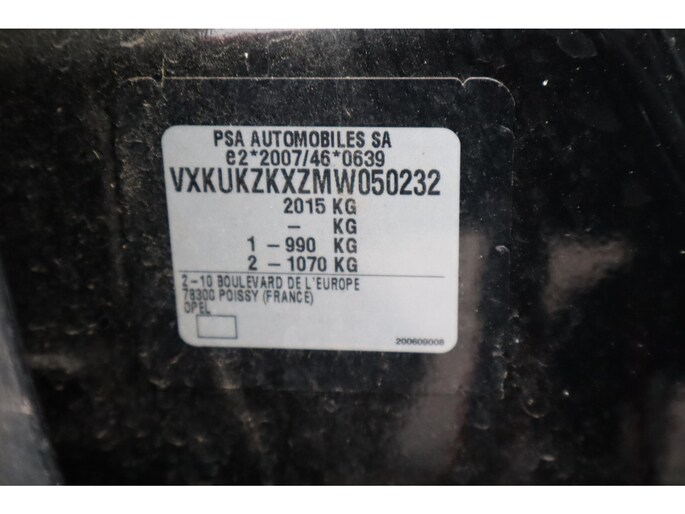 PSA AUTOMOBILES SA
e2*2007/46*0639
VXKUKZKXZMW050232
2015 KG
- KG
1 - 990 KG
2 - 1070 KG
2-10 BOULEVARD DE L'EUROPE
78300 POISSY (FRANCE)
OPEL
200609008